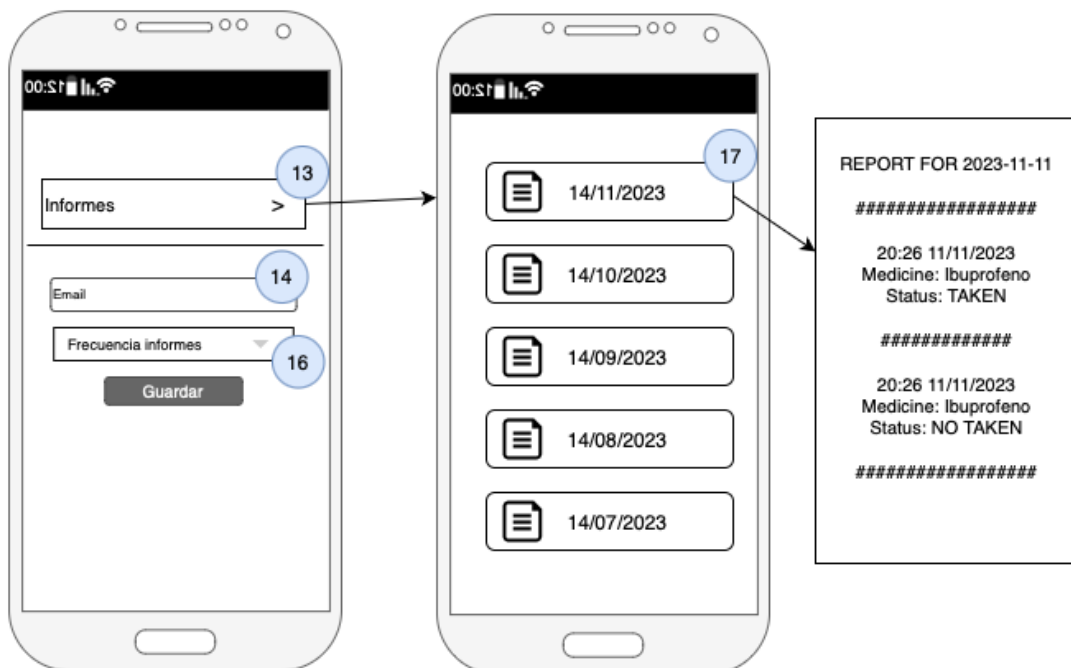 12:00
13
Informes >
14
Email
Frecuencia informes
16
Guardar
12:00
17
14/11/2023
14/10/2023
14/09/2023
14/08/2023
14/07/2023
REPORT FOR 2023-11-11
##################
20:26 11/11/2023
Medicine: Ibuprofeno
Status: TAKEN
#############
20:26 11/11/2023
Medicine: Ibuprofeno
Status: NO TAKEN
##################